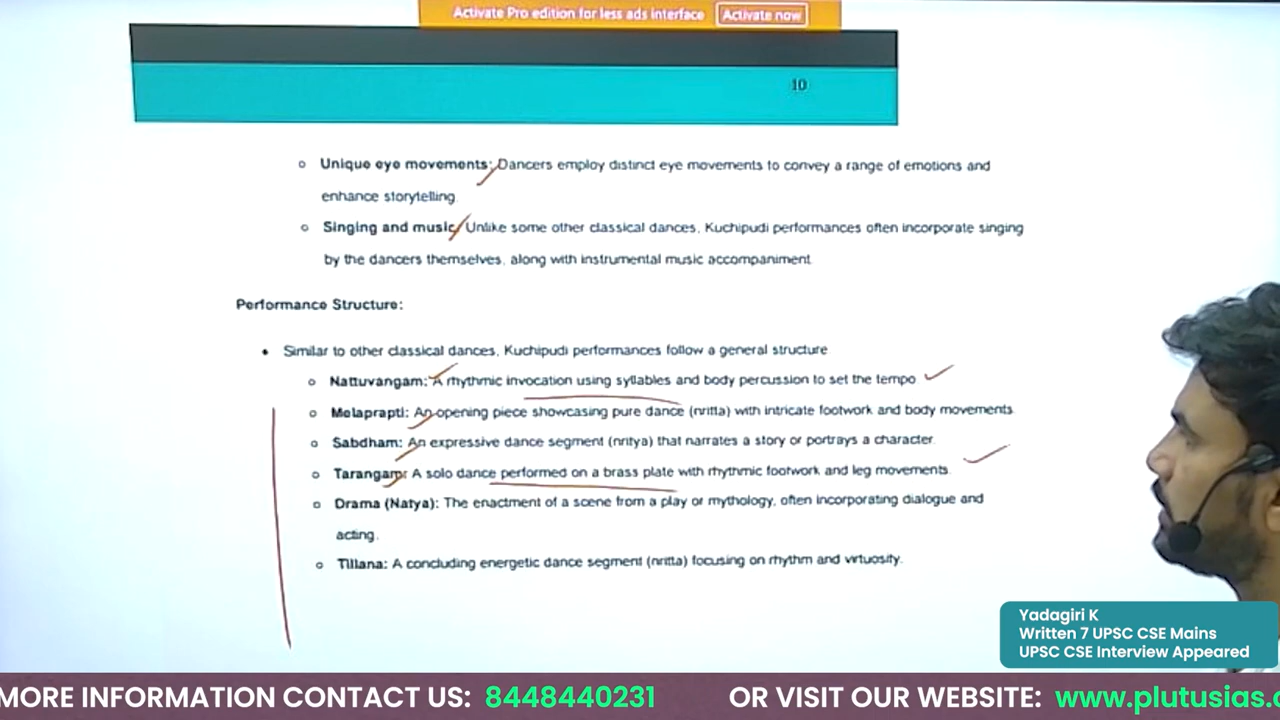 Activate Pro edition for less ads interface Activate now
10
Unique eye movements: Dancers employ distinct eye movements to convey a range of emotions and
enhance storytelling.
Singing and music Unlike some other classical dances, Kuchipudi performances often incorporate singing
by the dancers themselves, along with instrumental music accompaniment.
Performance Structure:
Similar to other classical dances, Kuchipudi performances follow a general structure
Nattuvangam: A rhythmic invocation using syllables and body percussion to set the tempo.
Melaprapti: An opening piece showcasing pure dance (nritta) with intricate footwork and body movements.
Sabdham: An expressive dance segment (nritya) that narrates a story or portrays a character.
Tarangam: A solo dance performed on a brass plate with rhythmic footwork and leg movements.
Drama (Natya): The enactment of a scene from a play or mythology, often incorporating dialogue and
acting.
Tillana: A concluding energetic dance segment (nritta) focusing on rhythm and virtuosity.
Yadagiri K
Written 7 UPSC CSE Mains
UPSC CSE Interview Appeared
MORE INFORMATION CONTACT US: 8448440231 OR VISIT OUR WEBSITE: www.plutusias.c